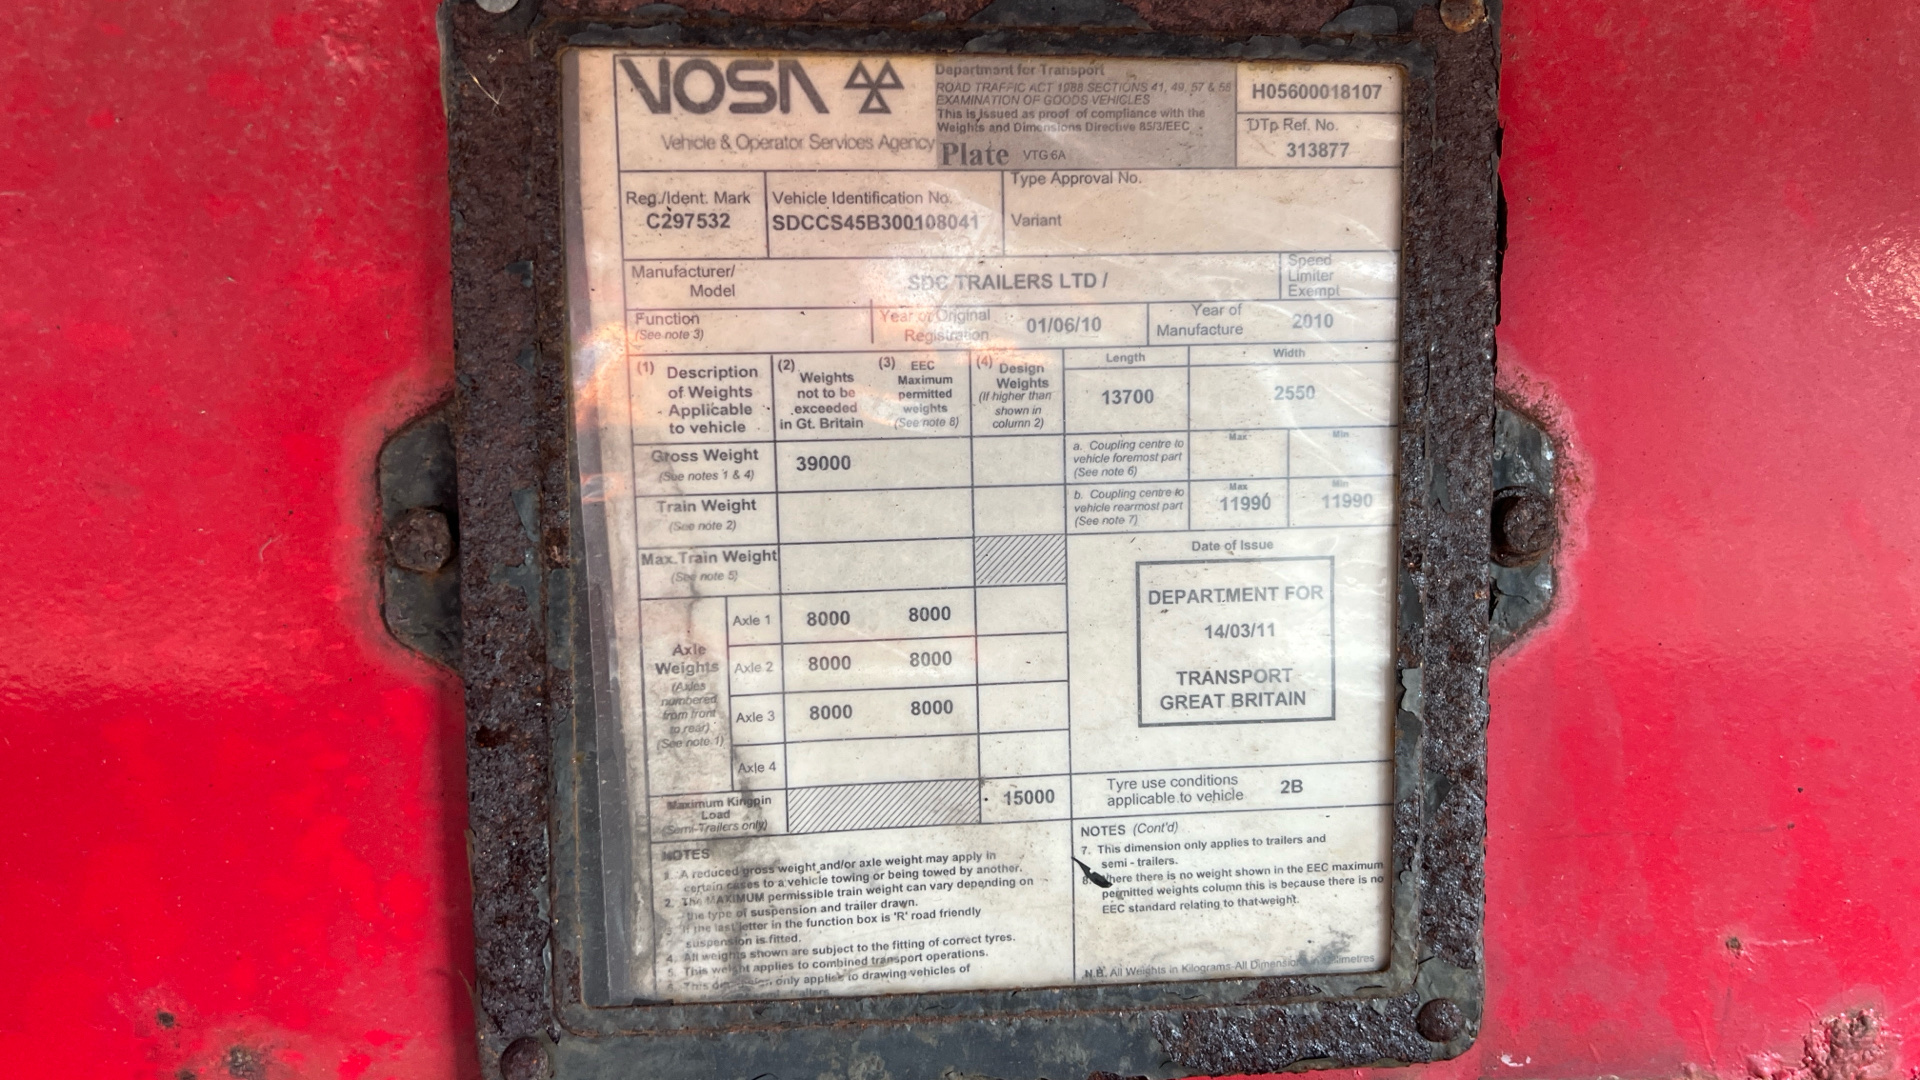 VOSA
Vehicle & Operator Services Agency
Department for Transport
ROAD TRAFFIC ACT 1988 SECTIONS 41, 49, 57 & 58
EXAMINATION OF GOODS VEHICLES
This is issued as proof of compliance with the
Weights and Dimensions Directive 85/3/EEC
Plate VTG 6A
H05600018107
DTp Ref. No.
313877
Reg./Ident. Mark
C297532
Vehicle Identification No.
SDCCS45B300108041
Type Approval No.
Variant
Manufacturer/
Model
SDC TRAILERS LTD /
Speed
Limiter
Exempt
Function
(See note 3)
Year of Original
Registration
01/06/10
Year of
Manufacture
2010
(1) Description
of Weights
Applicable
to vehicle
(2) Weights
not to be
exceeded
in Gt. Britain
(3) EEC
Maximum
permitted
weights
(See note 8)
(4) Design
Weights
(If higher than
shown in
column 2)
Length
13700
Width
2550
Gross Weight
(See notes 1 & 4)
39000
a. Coupling centre to
vehicle foremost part
(See note 6)
Max
Min
Train Weight
(See note 2)
b. Coupling centre to
vehicle rearmost part
(See note 7)
Max
11990
Min
11990
Max.Train Weight
(See note 5)
Date of Issue
DEPARTMENT FOR
14/03/11
TRANSPORT
GREAT BRITAIN
Axle
Weights
(Axles
numbered
from front
to rear)
(See note 1)
Axle 1 8000 8000
Axle 2 8000 8000
Axle 3 8000 8000
Axle 4
Maximum Kingpin
Load
(Semi-Trailers only)
15000
Tyre use conditions
applicable to vehicle
2B
NOTES
1. A reduced gross weight and/or axle weight may apply in
certain cases to a vehicle towing or being towed by another.
2. The MAXIMUM permissible train weight can vary depending on
the type of suspension and trailer drawn.
If the last letter in the function box is 'R' road friendly
suspension is fitted.
4. All weights shown are subject to the fitting of correct tyres.
5. This weight applies to combined transport operations.
This only applies to drawing vehicles of
NOTES (Cont'd)
7. This dimension only applies to trailers and
semi - trailers.
8. Where there is no weight shown in the EEC maximum
permitted weights column this is because there is no
EEC standard relating to that weight.
N.B. All Weights in Kilograms All